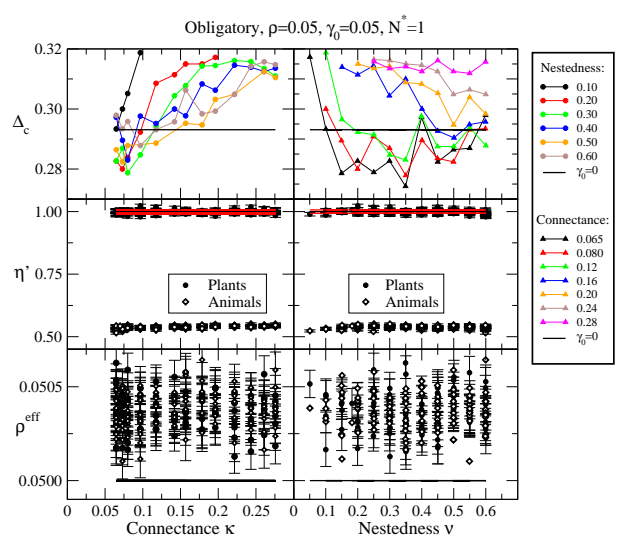 Obligatory, ρ=0.05, γ₀=0.05, N*=1
0.32
0.30
Δc
0.28
1.00
η'
0.75
0.50
Plants
Animals
Plants
Animals
0.0505
ρ^eff
0.0500
0 0.05 0.1 0.15 0.2 0.25
0 0.1 0.2 0.3 0.4 0.5 0.6
Connectance κ
Nestedness ν
Nestedness:
0.10
0.20
0.30
0.40
0.50
0.60
γ₀=0
Connectance:
0.065
0.080
0.12
0.16
0.20
0.24
0.28
γ₀=0